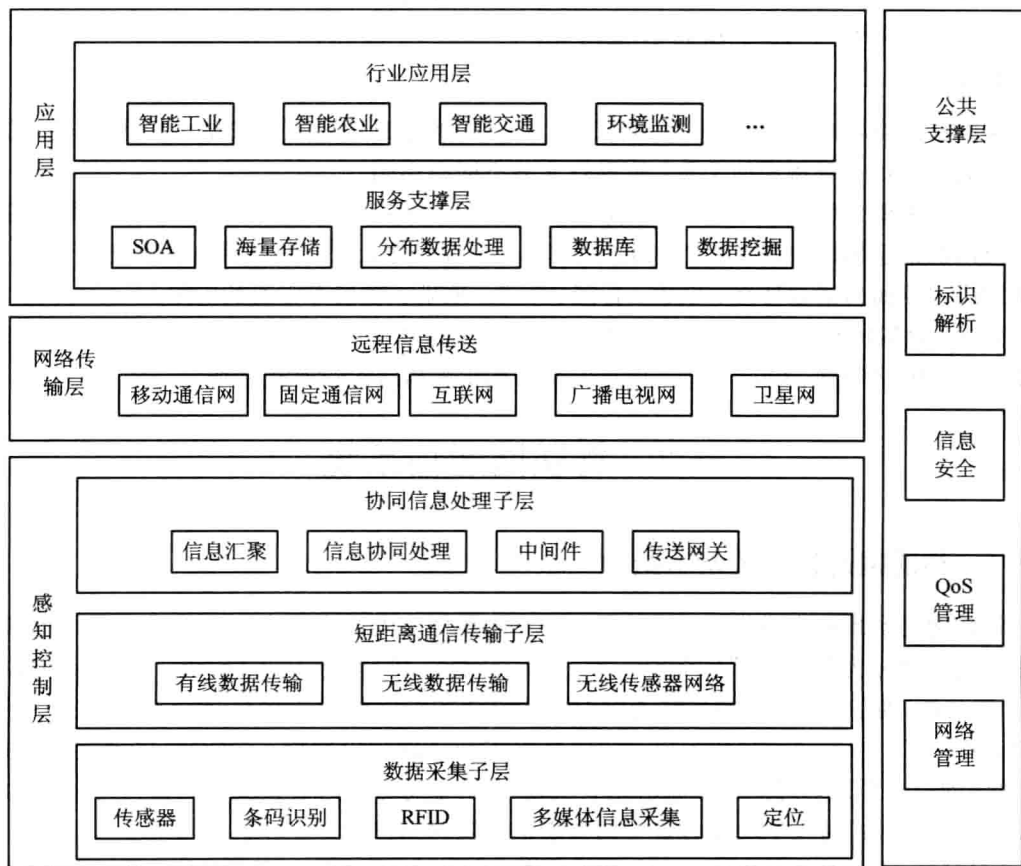 应用层
行业应用层
智能工业 智能农业 智能交通 环境监测 …
服务支撑层
SOA 海量存储 分布数据处理 数据库 数据挖掘
网络传
输层
远程信息传送
移动通信网 固定通信网 互联网 广播电视网 卫星网
感知控制层
协同信息处理子层
信息汇聚 信息协同处理 中间件 传送网关
短距离通信传输子层
有线数据传输 无线数据传输 无线传感器网络
数据采集子层
传感器 条码识别 RFID 多媒体信息采集 定位
公共
支撑层
标识
解析
信息
安全
QoS
管理
网络
管理